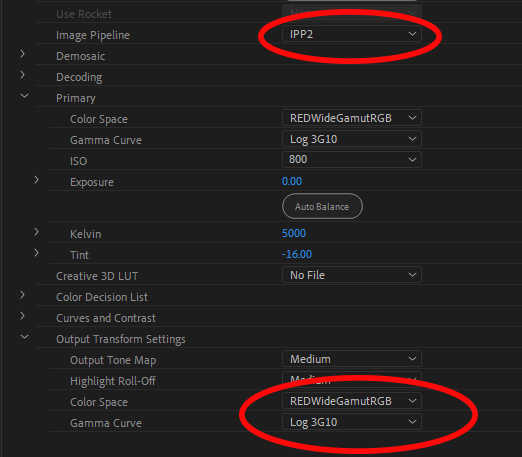 Use Rocket
Image Pipeline IPP2
Demosaic
Decoding
Primary
Color Space REDWideGamutRGB
Gamma Curve Log 3G10
ISO 800
Exposure 0.00
Auto Balance
Kelvin 5000
Tint -16.00
Creative 3D LUT No File
Color Decision List
Curves and Contrast
Output Transform Settings
Output Tone Map Medium
Highlight Roll-Off Medium
Color Space REDWideGamutRGB
Gamma Curve Log 3G10